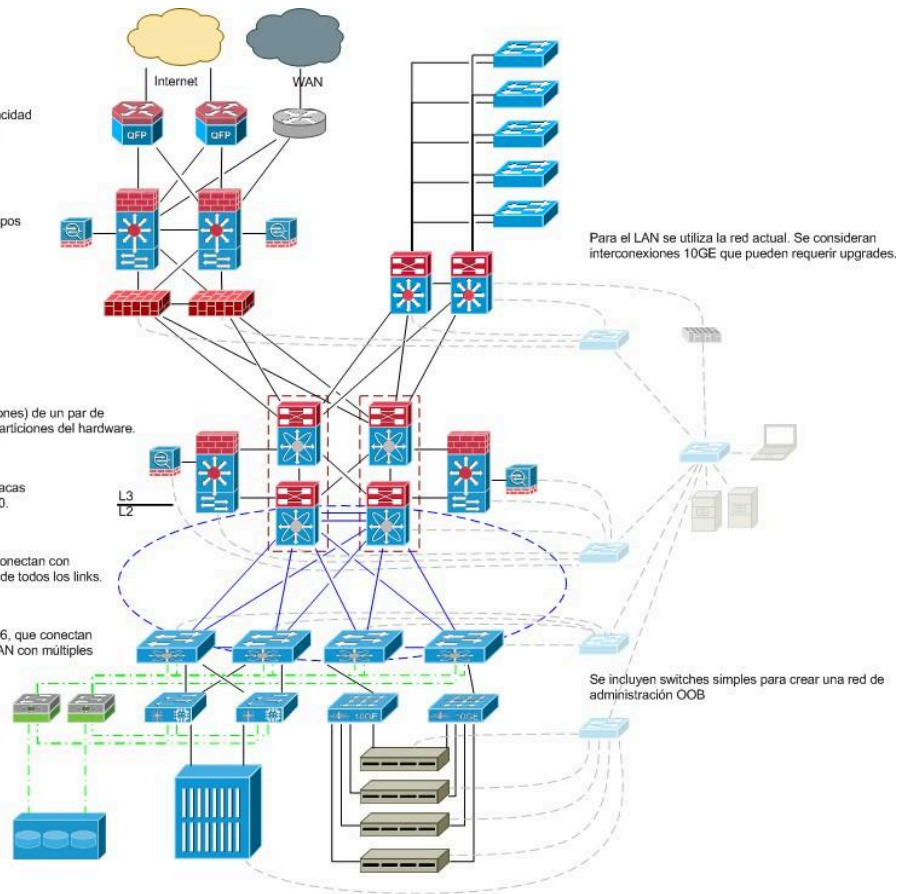 Internet
WAN
acidad
QFP
QFP
pos
Para el LAN se utiliza la red actual. Se consideran
interconexiones 10GE que pueden requerir upgrades.
ones) de un par de
articiones del hardware.
acas
0.
L3
L2
onectan con
de todos los links.
6, que conectan
AN con múltiples
Se incluyen switches simples para crear una red de
administración OOB
10GE
10GE